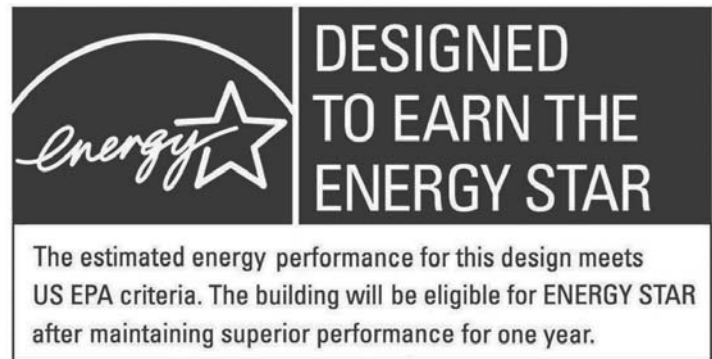 energy
DESIGNED
TO EARN THE
ENERGY STAR
The estimated energy performance for this design meets
US EPA criteria. The building will be eligible for ENERGY STAR
after maintaining superior performance for one year.